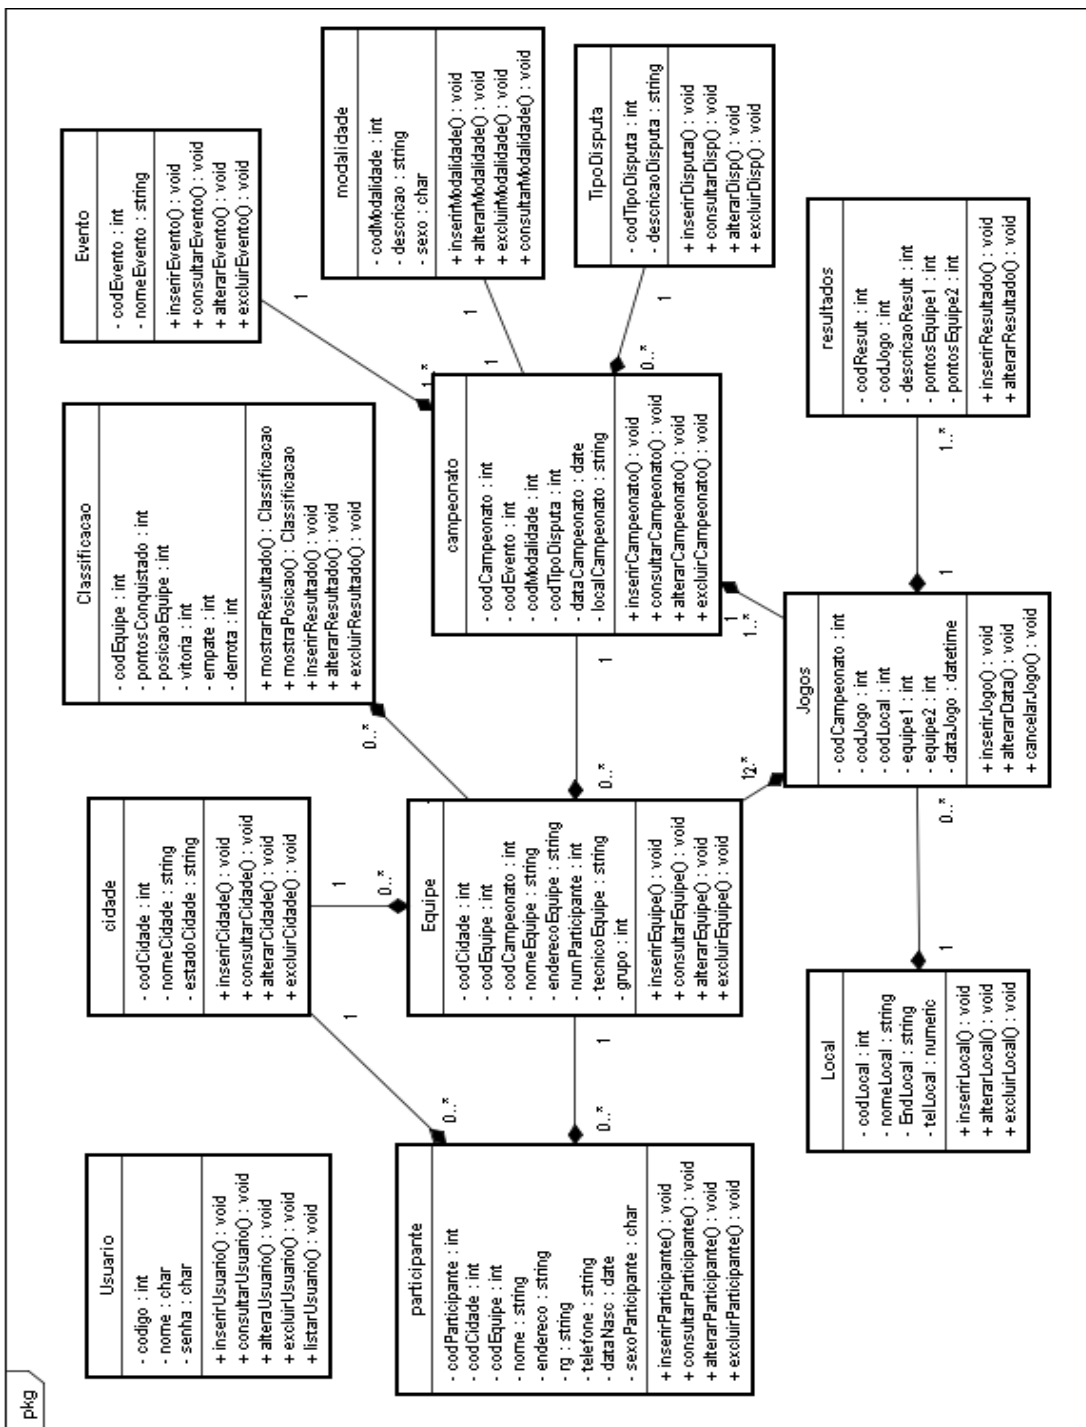 pkg
Usuario
- codigo : int
- nome : char
- senha : char
+ inserirUsuario() : void
+ consultarUsuario() : void
+ alteraUsuario() : void
+ excluirUsuario() : void
+ listarUsuario() : void
cidade
- codCidade : int
- nomeCidade : string
- estadoCidade : string
+ inserirCidade() : void
+ consultarCidade() : void
+ alterarCidade() : void
+ excluirCidade() : void
Classificacao
- codEquipe : int
- pontosConquistado : int
- posicaoEquipe : int
- vitoria : int
- empate : int
- derrota : int
+ mostrarResultado() : Classificacao
+ mostraPosicao() : Classificacao
+ inserirResultado() : void
+ alterarResultado() : void
+ excluirResultado() : void
Evento
- codEvento : int
- nomeEvento : string
+ inserirEvento() : void
+ consultarEvento() : void
+ alterarEvento() : void
+ excluirEvento() : void
1
1
0..*
1
modalidade
- codModalidade : int
- descricao : string
- sexo : char
+ inserirModalidade() : void
+ alterarModalidade() : void
+ excluirModalidade() : void
+ consultarModalidade() : void
0..*
0..*
1..*
1
1
participante
- codParticipante : int
- codCidade : int
- codEquipe : int
- nome : string
- endereco : string
- rg : string
- telefone : string
- dataNasc : date
- sexoParticipante : char
+ inserirParticipante() : void
+ consultarParticipante() : void
+ alterarParticipante() : void
+ excluirParticipante() : void
0..*
1
Equipe
- codCidade : int
- codEquipe : int
- codCampeonato : int
- nomeEquipe : string
- enderecoEquipe : string
- numParticipante : int
- tecnicoEquipe : string
- grupo : int
+ inserirEquipe() : void
+ consultarEquipe() : void
+ alterarEquipe() : void
+ excluirEquipe() : void
0..*
1
campeonato
- codCampeonato : int
- codEvento : int
- codModalidade : int
- codTipoDisputa : int
- dataCampeonato : date
- localCampeonato : string
+ inserirCampeonato() : void
+ consultarCampeonato() : void
+ alterarCampeonato() : void
+ excluirCampeonato() : void
0..*
1
TipoDisputa
- codTipoDisputa : int
- descricaoDisputa : string
+ inserirDisputa() : void
+ consultarDisp() : void
+ alterarDisp() : void
+ excluirDisp() : void
12.*
1
1..*
Local
- codLocal : int
- nomeLocal : string
- EndLocal : string
- telLocal : numeric
+ inserirLocal() : void
+ alterarLocal() : void
+ excluirLocal() : void
1
0..*
Jogos
- codCampeonato : int
- codJogo : int
- codLocal : int
- equipe1 : int
- equipe2 : int
- dataJogo : datetime
+ inserirJogo() : void
+ alterarData() : void
+ cancelarJogo() : void
1
1..*
resultados
- codResult : int
- codJogo : int
- descricaoResult : int
- pontosEquipe1 : int
- pontosEquipe2 : int
+ inserirResultado() : void
+ alterarResultado() : void